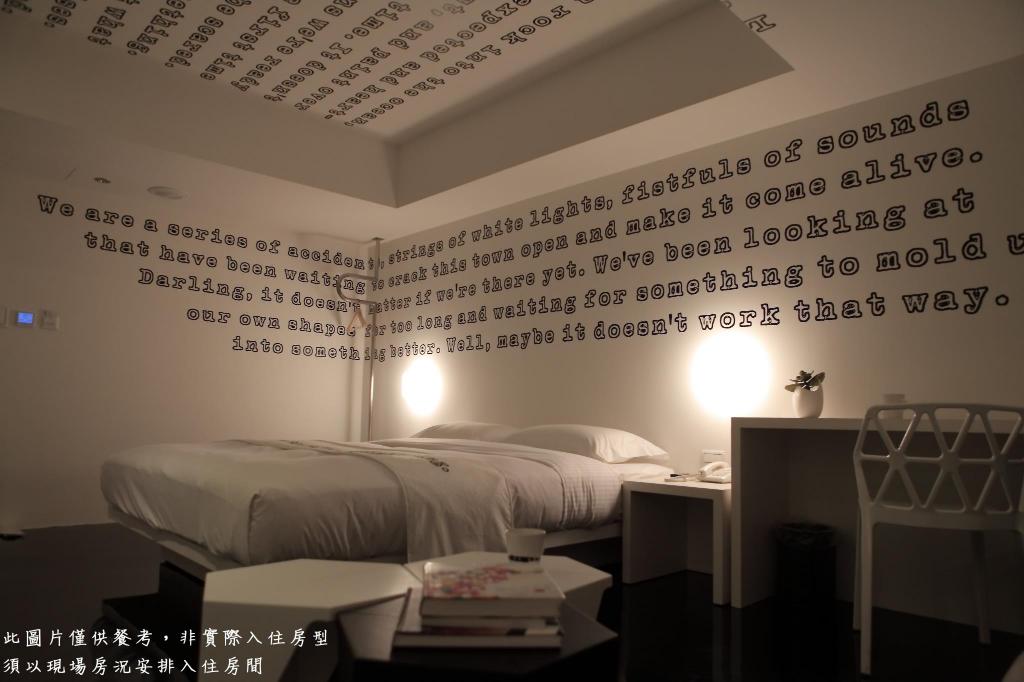 We are a series of accident, strings of white lights, fistfuls of sounds
that have been waiting to crack this town open and make it come alive.
Darling, it doesn't matter if we're there yet. We've been looking at
our own shapes for too long and waiting for something to mold u
into something better. Well, maybe it doesn't work that way.
此圖片僅供餐考，非實際入住房型
須以現場房況安排入住房間